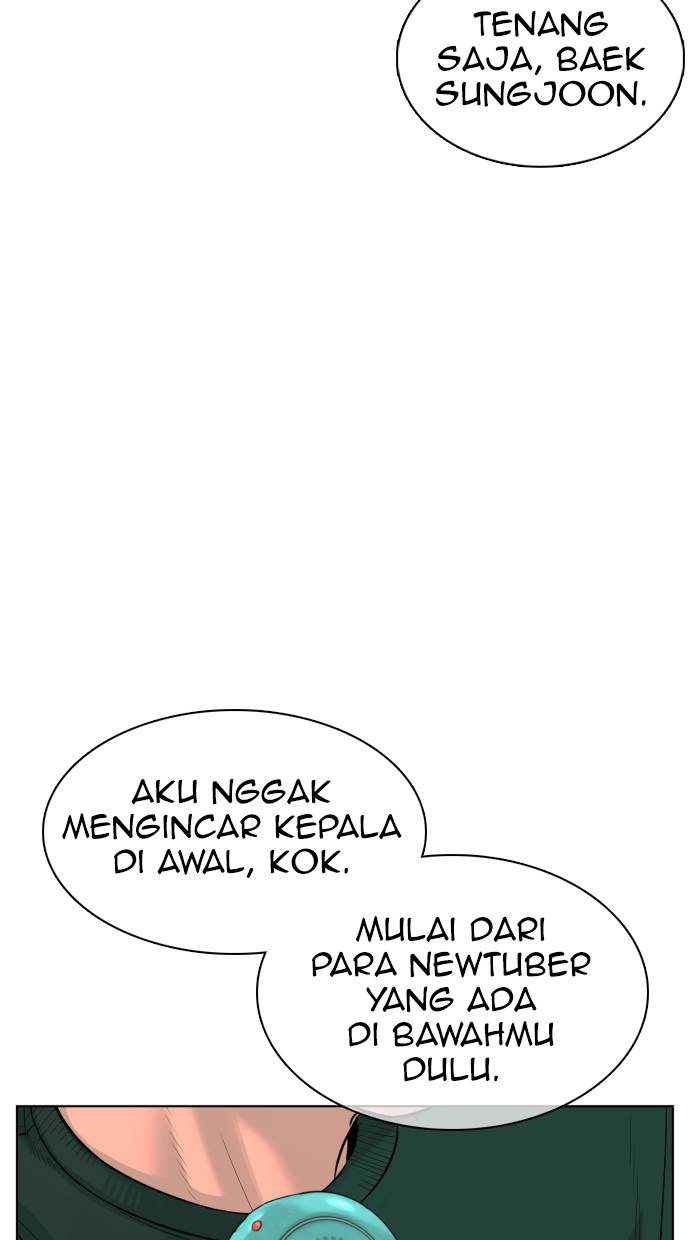 TENANG
SAJA, BAEK
SUNGJOON.
AKU NGGAK
MENGINCAR KEPALA
DI AWAL, KOK.
MULAI DARI
PARA NEWTUBER
YANG ADA
DI BAWAHMU
DULU.